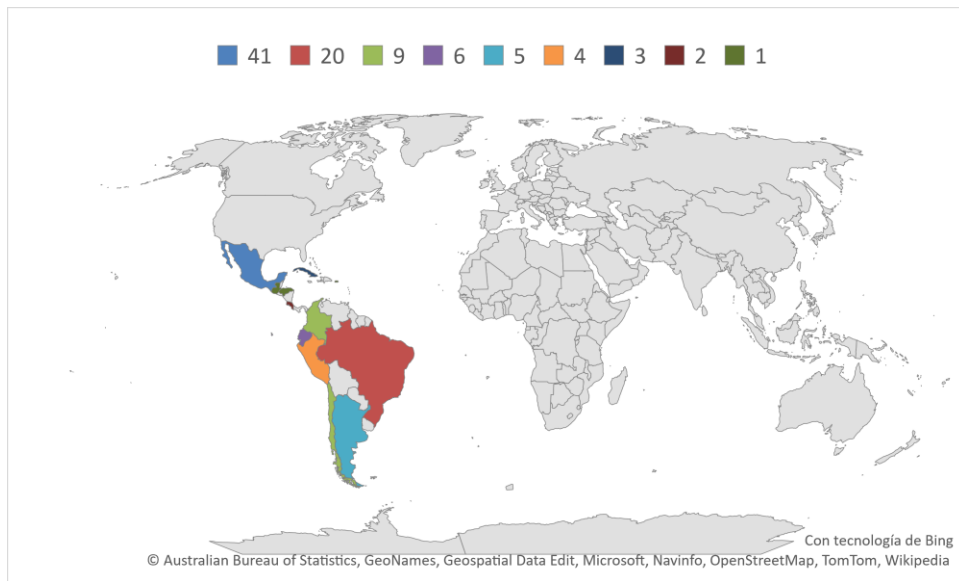 41 20 9 6 5 4 3 2 1
Con tecnología de Bing
© Australian Bureau of Statistics, GeoNames, Geospatial Data Edit, Microsoft, Navinfo, OpenStreetMap, TomTom, Wikipedia